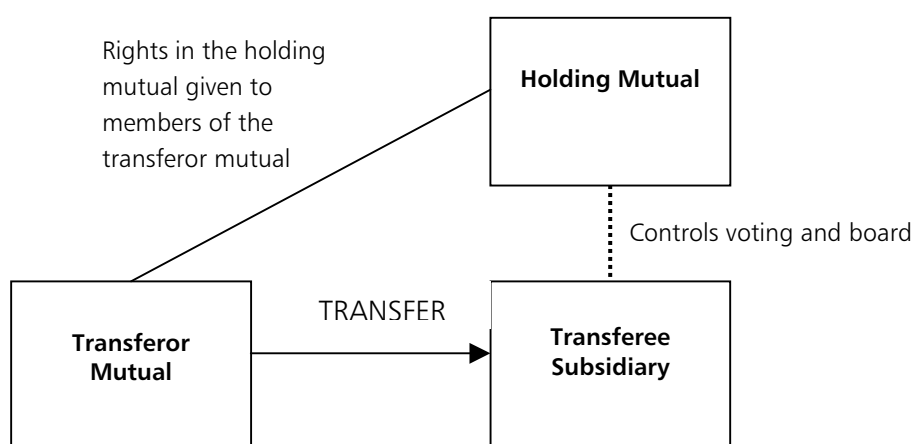 Rights in the holding
mutual given to
members of the
transferor mutual
Holding Mutual
Controls voting and board
TRANSFER
Transferor
Mutual
Transferee
Subsidiary